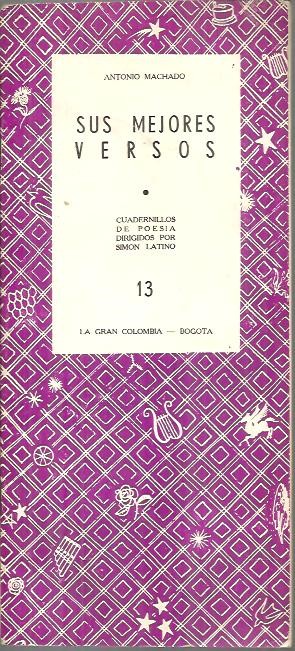 ANTONIO MACHADO
SUS MEJORES
VERSOS
CUADERNILLOS
DE POESIA
DIRIGIDOS POR
SIMON LATINO
13
LA GRAN COLOMBIA — BOGOTA